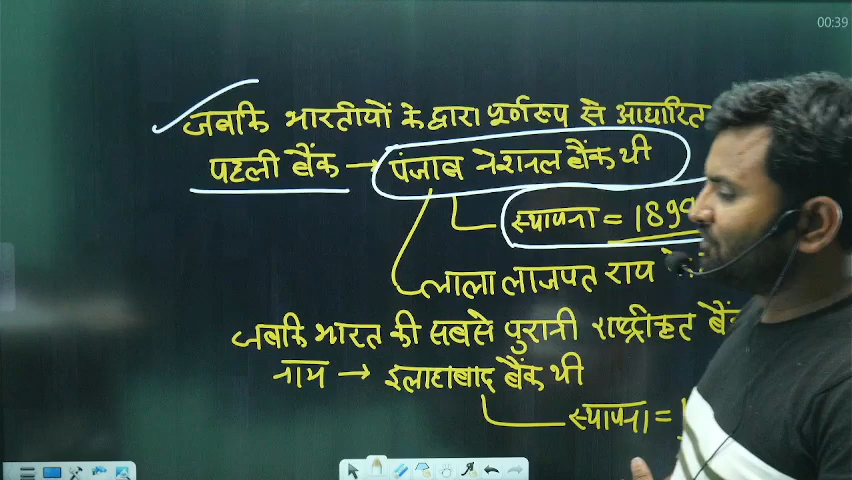 00:39
जबकि भारतीयों के द्वारा पूर्णरूप से आधारित
पहली बैंक → पंजाब नेशनल बैंक थी
स्थापना = 189
लाला लाजपत राय
जबकि भारत की सबसे पुरानी राष्ट्रीकृत बैंक
नाम → इलाहाबाद बैंक थी
स्थापना =